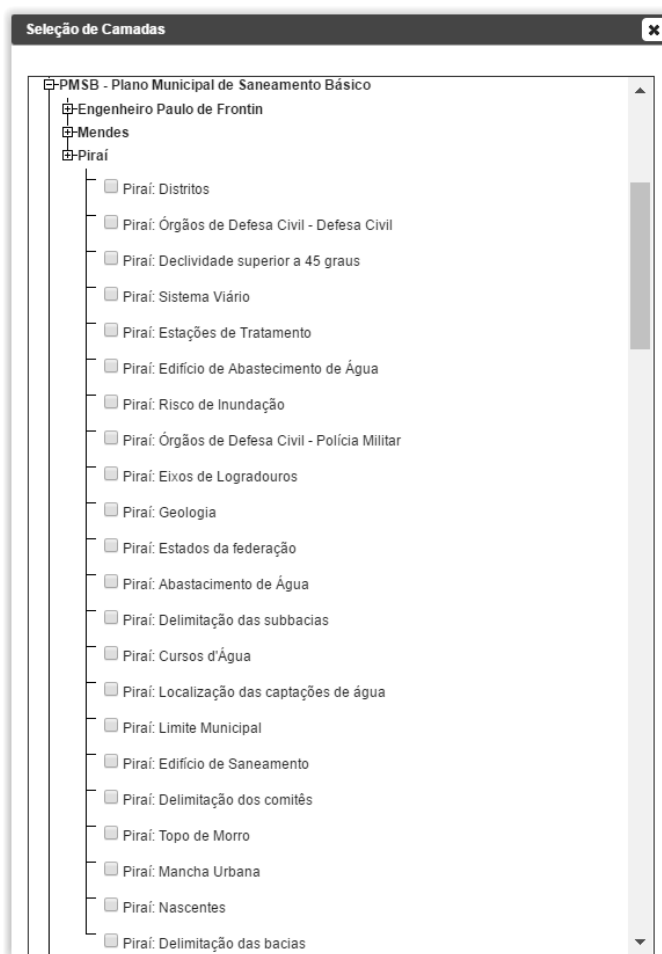 Seleção de Camadas
PMSB - Plano Municipal de Saneamento Básico
Engenheiro Paulo de Frontin
Mendes
Piraí
Piraí: Distritos
Piraí: Órgãos de Defesa Civil - Defesa Civil
Piraí: Declividade superior a 45 graus
Piraí: Sistema Viário
Piraí: Estações de Tratamento
Piraí: Edifício de Abastecimento de Água
Piraí: Risco de Inundação
Piraí: Órgãos de Defesa Civil - Polícia Militar
Piraí: Eixos de Logradouros
Piraí: Geologia
Piraí: Estados da federação
Piraí: Abastacimento de Água
Piraí: Delimitação das subbacias
Piraí: Cursos d'Água
Piraí: Localização das captações de água
Piraí: Limite Municipal
Piraí: Edifício de Saneamento
Piraí: Delimitação dos comitês
Piraí: Topo de Morro
Piraí: Mancha Urbana
Piraí: Nascentes
Piraí: Delimitação das bacias